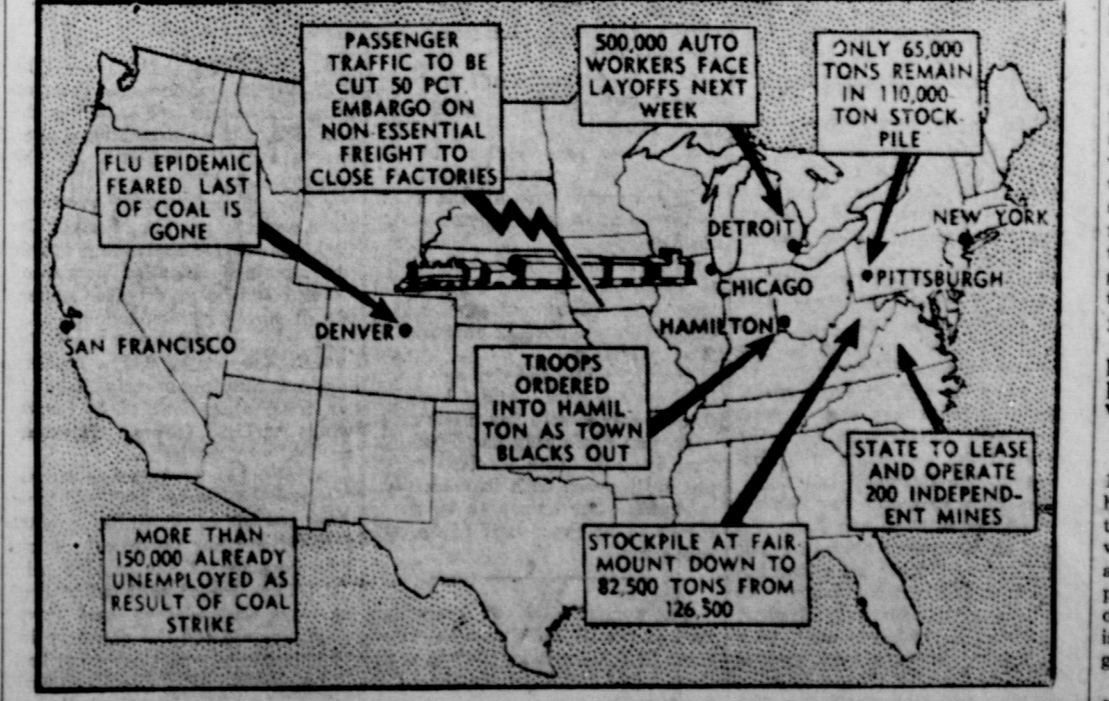 PASSENGER
TRAFFIC TO BE
CUT 50 PCT.
EMBARGO ON
NON-ESSENTIAL
FREIGHT TO
CLOSE FACTORIES
500,000 AUTO
WORKERS FACE
LAYOFFS NEXT
WEEK
ONLY 65,000
TONS REMAIN
IN 110,000-
TON STOCK-
PILE
FLU EPIDEMIC
FEARED. LAST
OF COAL IS
GONE
DETROIT
NEW YORK
CHICAGO
PITTSBURGH
HAMILTON
DENVER
SAN FRANCISCO
TROOPS
ORDERED
INTO HAMIL-
TON AS TOWN
BLACKS OUT
STATE TO LEASE
AND OPERATE
200 INDEPEND-
ENT MINES
MORE THAN
150,000 ALREADY
UNEMPLOYED AS
RESULT OF COAL
STRIKE
STOCKPILE AT FAIR
MOUNT DOWN TO
82,500 TONS FROM
126,500